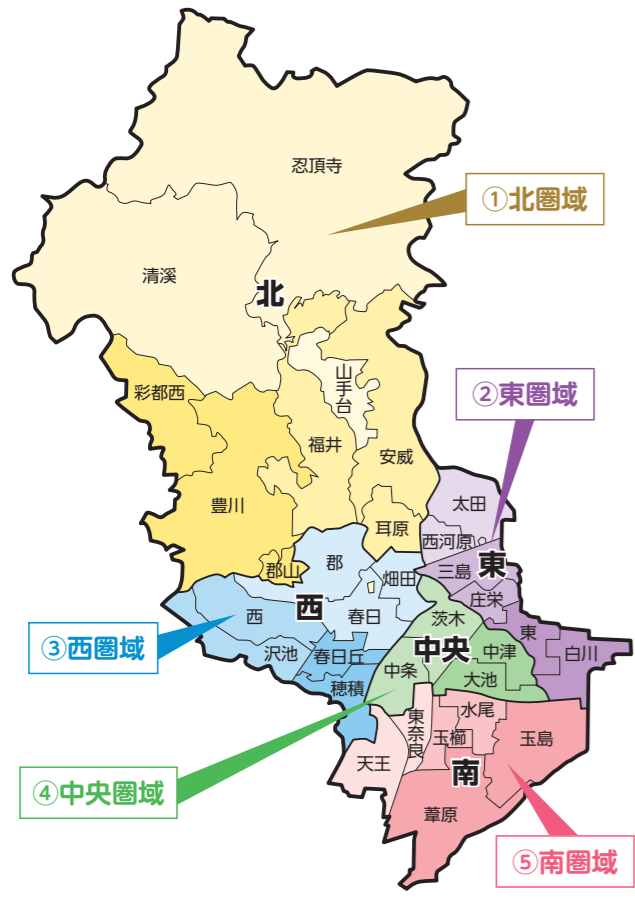 忍頂寺
①北圏域
清溪
北
山手台
彩都西
②東圏域
福井
安威
豊川
太田
耳原
西河原
郡
東
郡山
畑田
三島
西
庄栄
西
春日
茨木
③西圏域
東
中央
中津
白川
沢池
春日丘
中条
大池
穂積
水尾
東奈良
玉櫛
玉島
天王
南
④中央圏域
葦原
⑤南圏域